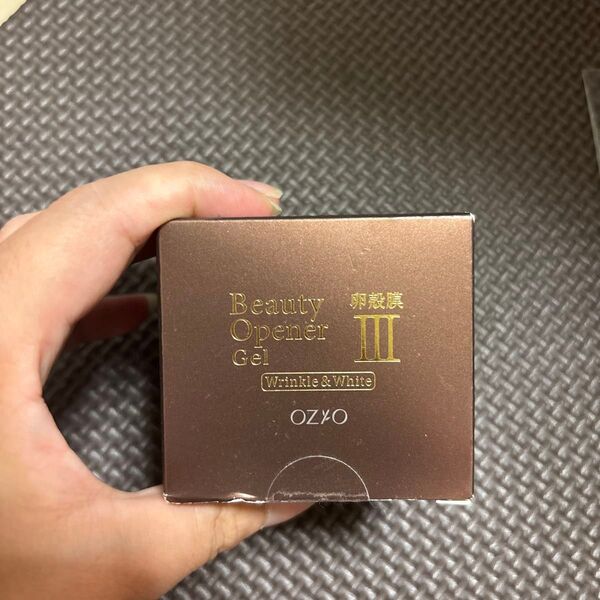 Beauty
Opener
Gel
卵殻膜
III
Wrinkle & White
OZIO